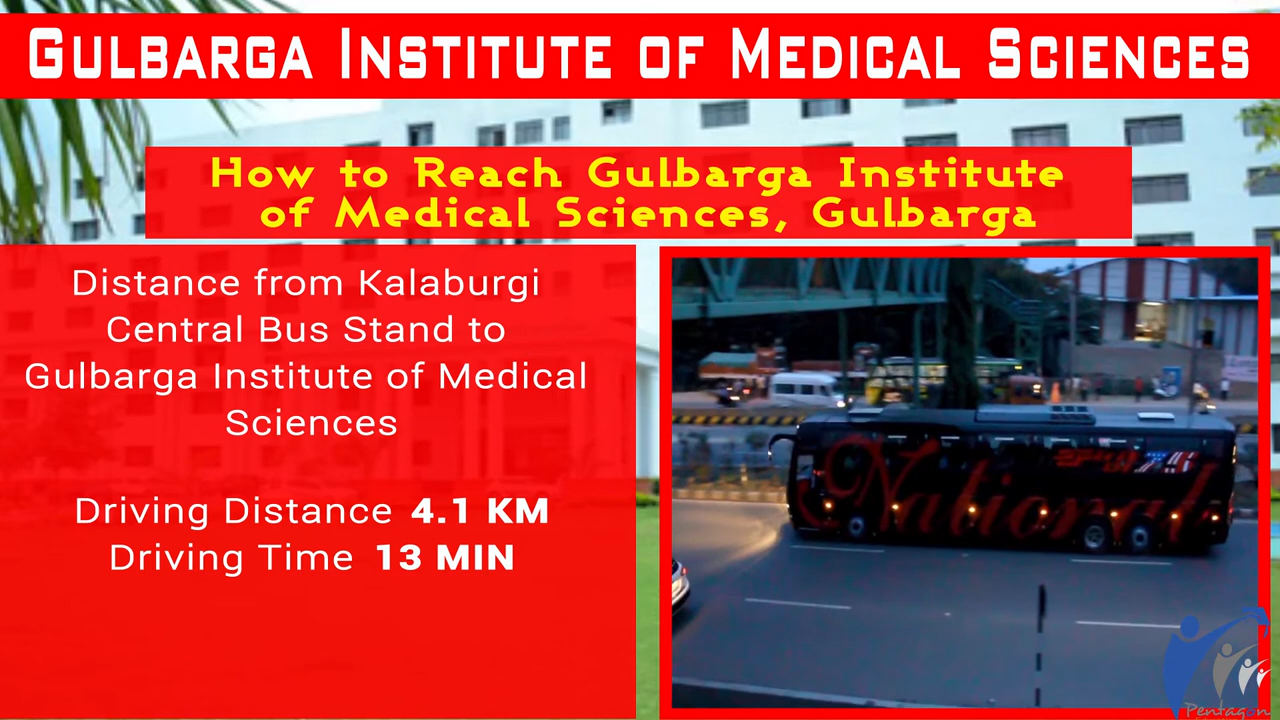 Gulbarga Institute of Medical Sciences
How to Reach Gulbarga Institute
of Medical Sciences, Gulbarga
Distance from Kalaburgi
Central Bus Stand to
Gulbarga Institute of Medical
Sciences
Driving Distance 4.1 KM
Driving Time 13 MIN
Nationals
Pentagon